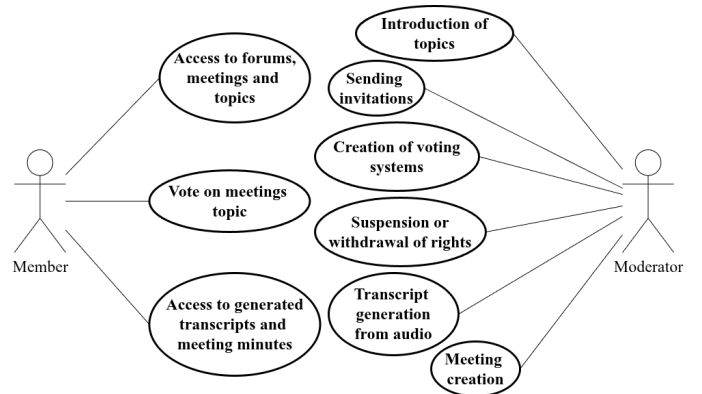 Introduction of
topics
Access to forums,
meetings and
topics
Sending
invitations
Creation of voting
systems
Vote on meetings
topic
Suspension or
withdrawal of rights
Member
Moderator
Access to generated
transcripts and
meeting minutes
Transcript
generation
from audio
Meeting
creation